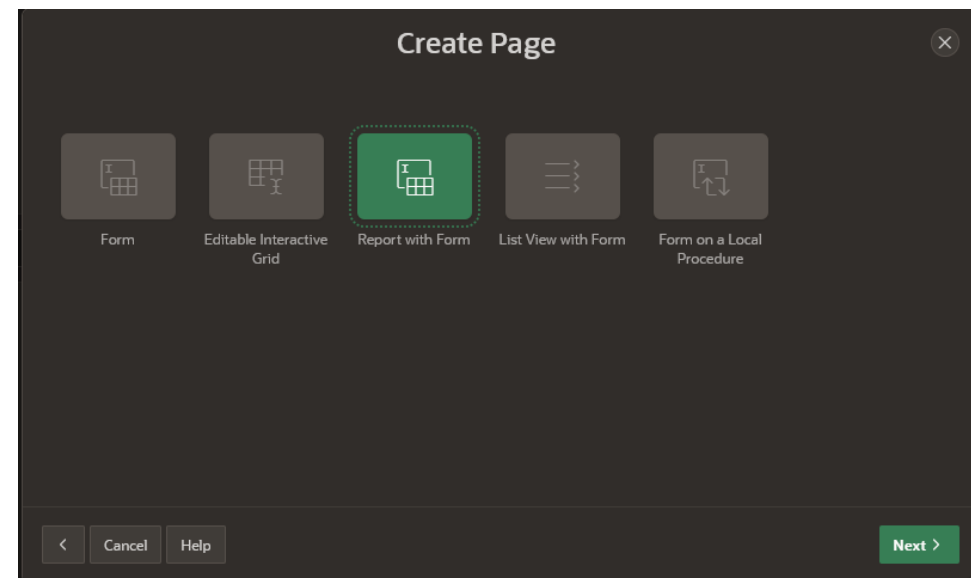 Create Page
Form
Editable Interactive
Grid
Report with Form
List View with Form
Form on a Local
Procedure
Cancel
Help
Next